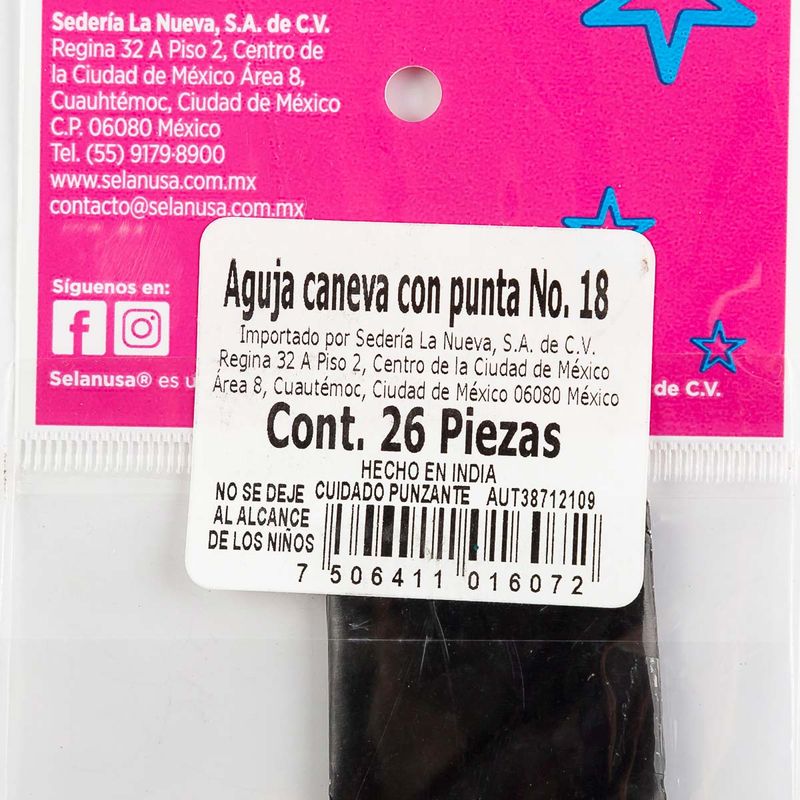 Sedería La Nueva, S.A. de C.V.
Regina 32 A Piso 2, Centro de
la Ciudad de México Área 8,
Cuauhtémoc, Ciudad de México
C.P. 06080 México
Tel. (55) 9179-8900
www.selanusa.com.mx
contacto@selanusa.com.mx
Síguenos en:
Selanusa® es
de C.V.
Aguja caneva con punta No. 18
Importado por Sedería La Nueva, S.A. de C.V.
Regina 32 A Piso 2, Centro de la Ciudad de México
Área 8, Cuautémoc, Ciudad de México 06080 México
Cont. 26 Piezas
HECHO EN INDIA
NO SE DEJE CUIDADO PUNZANTE AUT38712109
AL ALCANCE
DE LOS NIÑOS
7 506411 016072